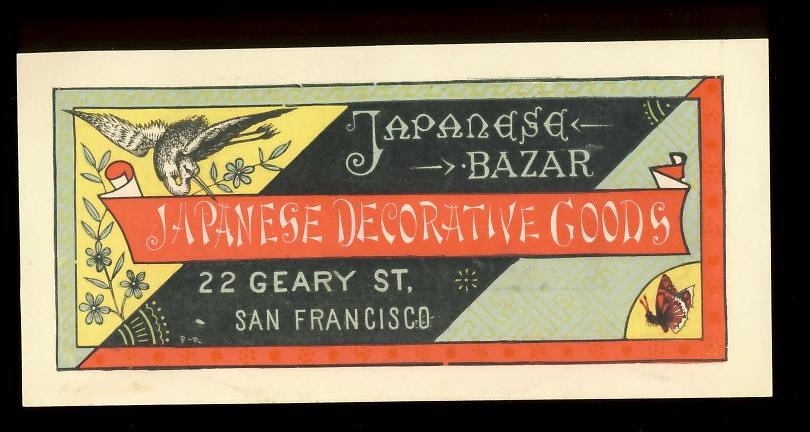 JAPANESE
BAZAR
JAPANESE DECORATIVE GOODS
22 GEARY ST,
SAN FRANCISCO
P-R